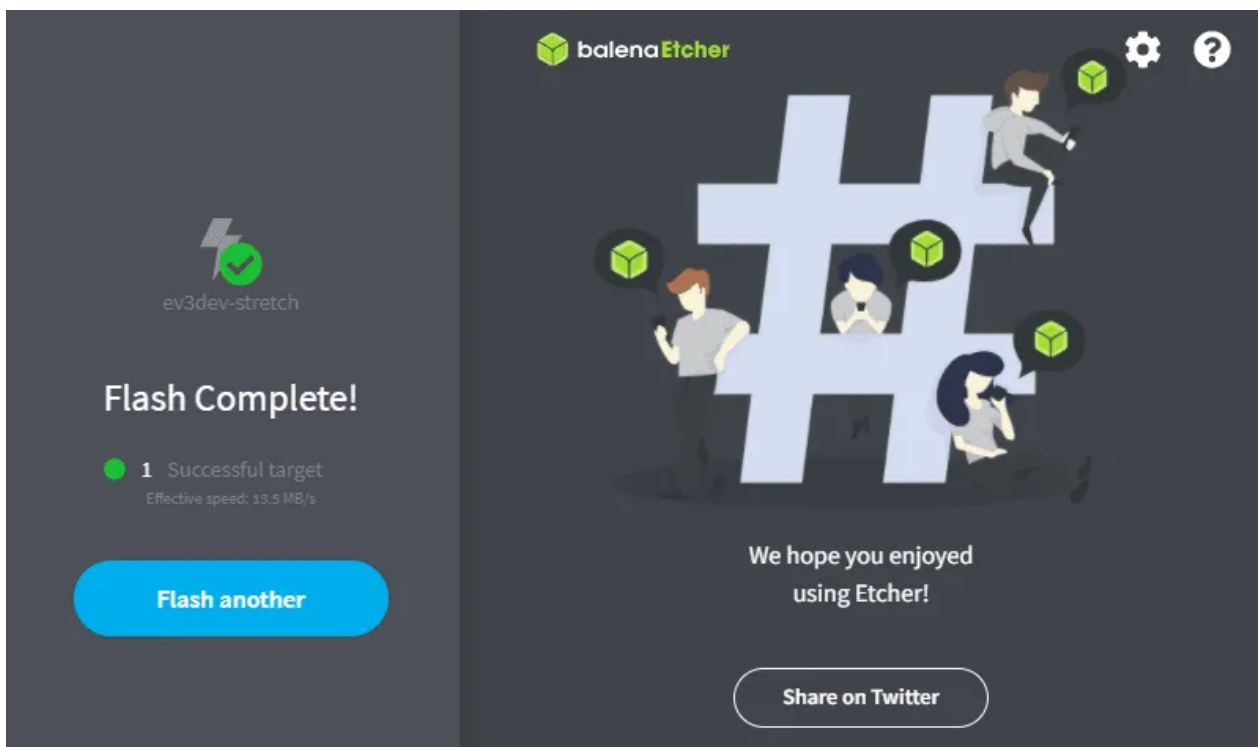 balenaEtcher
ev3dev-stretch
Flash Complete!
1 Successful target
Effective speed: 13.5 MB/s
Flash another
We hope you enjoyed
using Etcher!
Share on Twitter